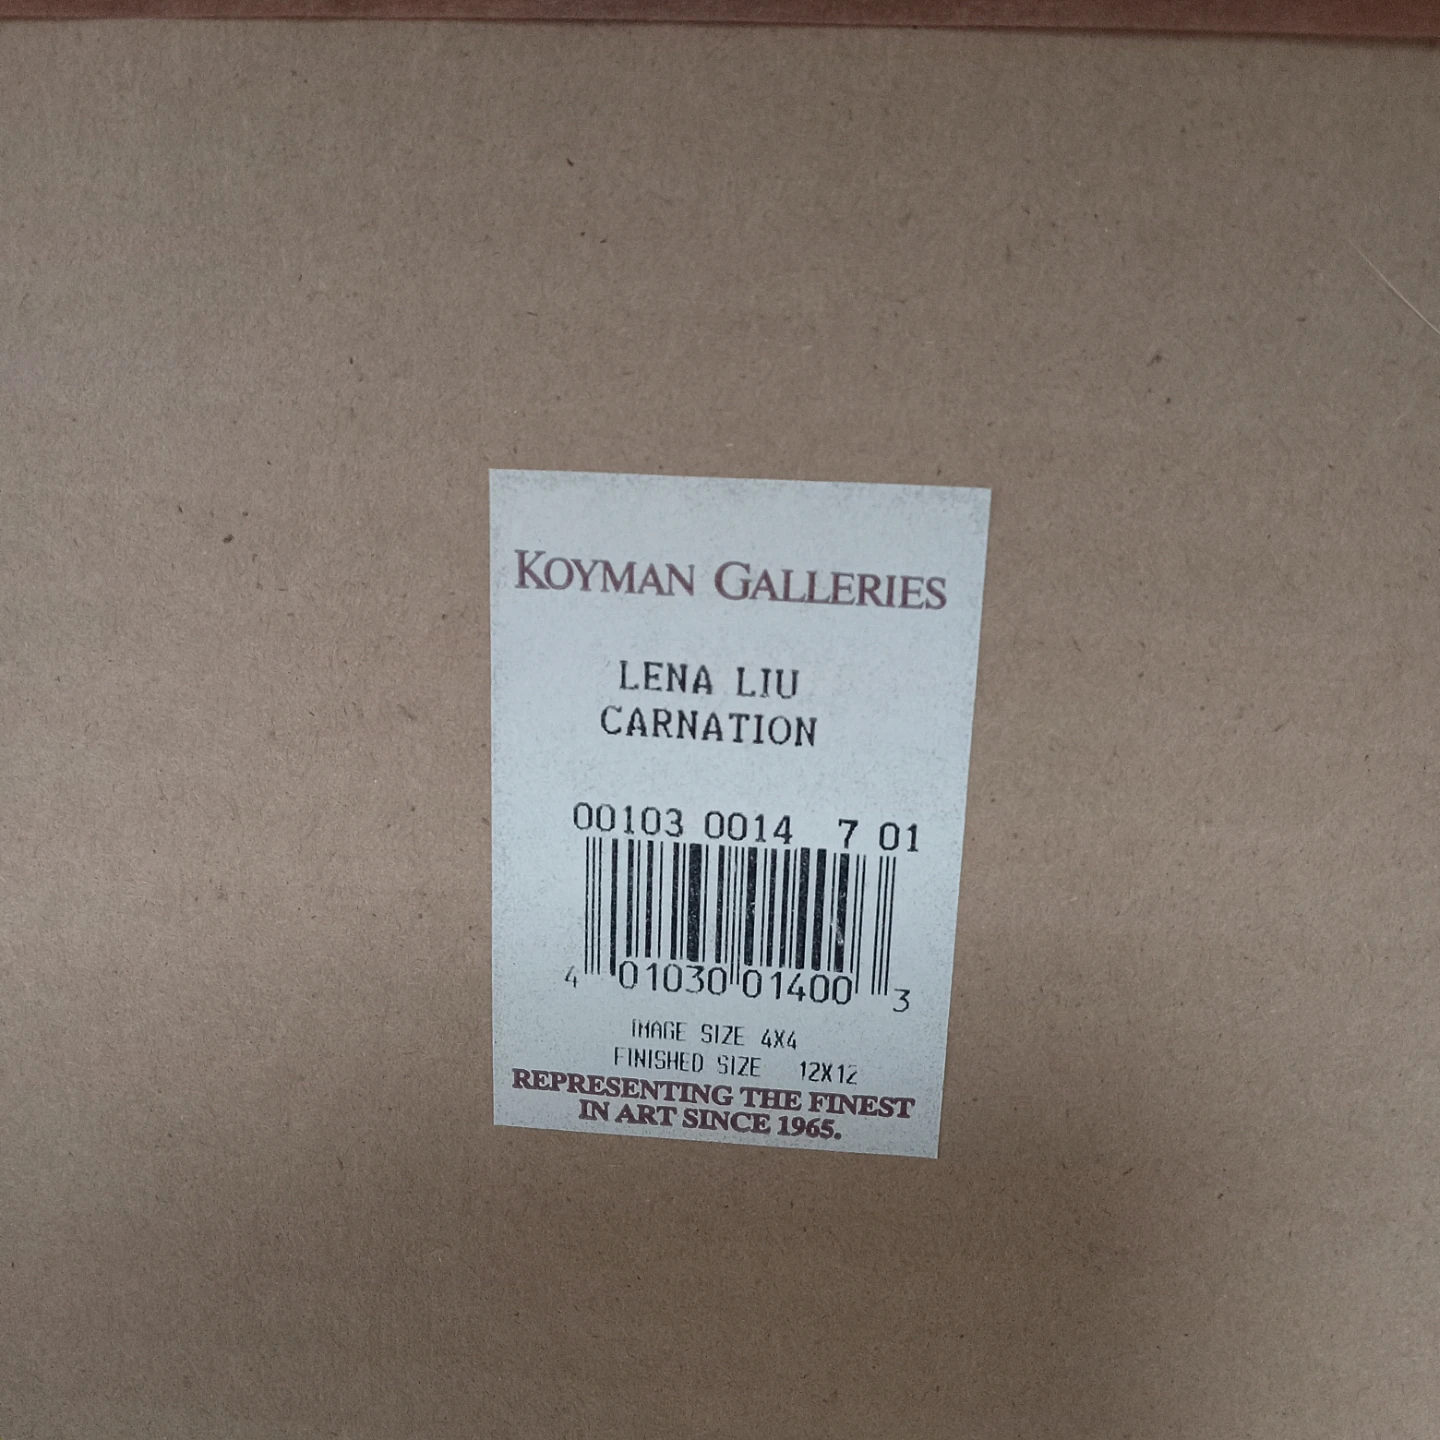 KOYMAN GALLERIES
LENA LIU
CARNATION
00103 0014 7 01
4 01030 01400 3
IMAGE SIZE 4X4
FINISHED SIZE 12X12
REPRESENTING THE FINEST
IN ART SINCE 1965.